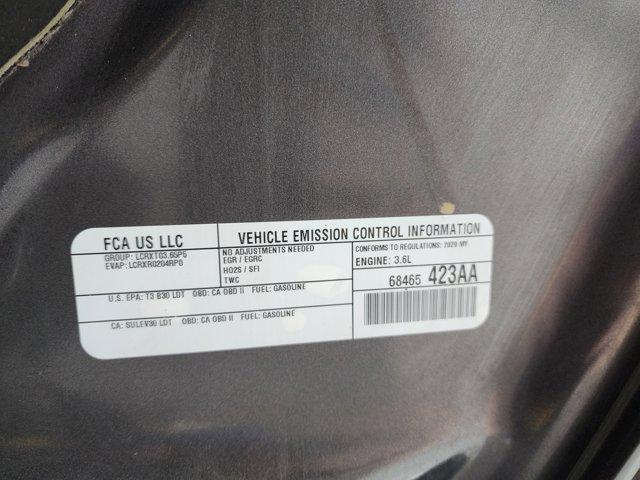 FCA US LLC
VEHICLE EMISSION CONTROL INFORMATION
GROUP: LCRXT03.65P5
EVAP: LCRXR0204RP0
NO ADJUSTMENTS NEEDED
EGR / EGRC
HO2S / SFI
TWC
CONFORMS TO REGULATIONS: 2020 MY
ENGINE: 3.6L
68465 423AA
U.S. EPA: T3 B30 LDT OBD: CA OBD II FUEL: GASOLINE
CA: SULEV30 LDT OBD: CA OBD II FUEL: GASOLINE